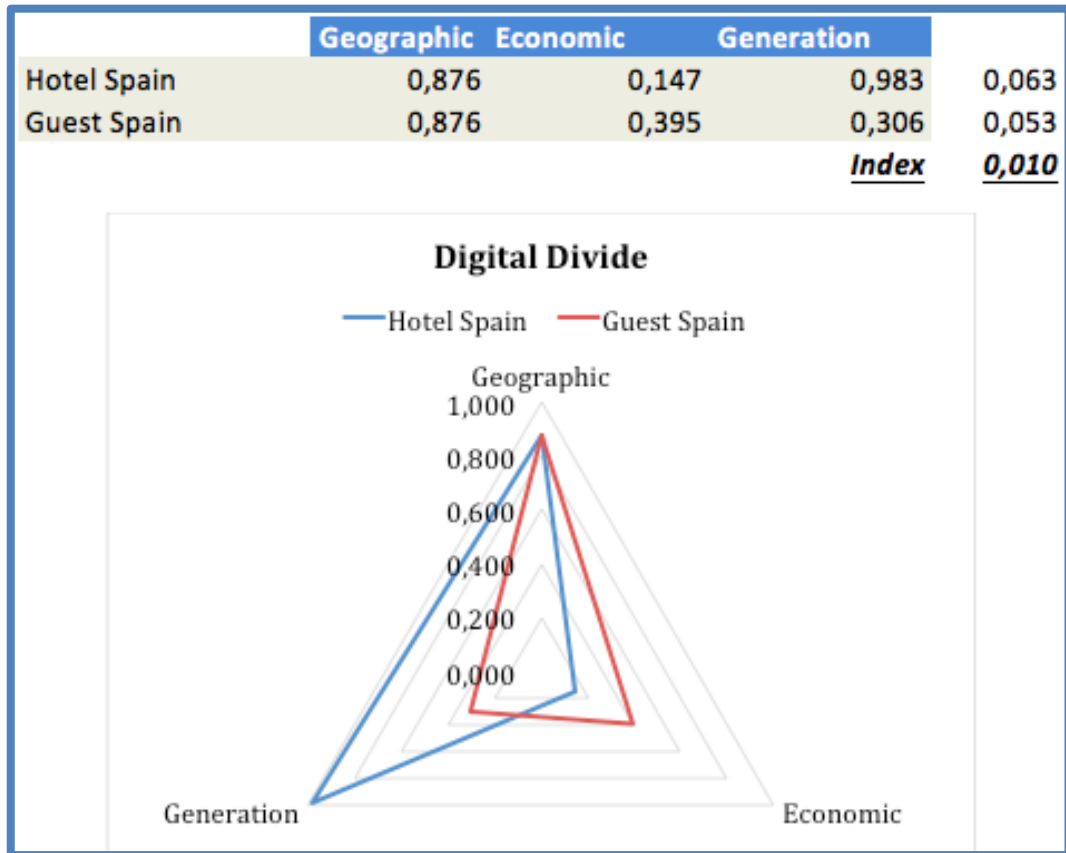 Geographic Economic Generation
Hotel Spain 0,876 0,147 0,983 0,063
Guest Spain 0,876 0,395 0,306 0,053
Index 0,010
Digital Divide
Hotel Spain Guest Spain
Geographic
1,000
0,800
0,600
0,400
0,200
0,000
Generation Economic